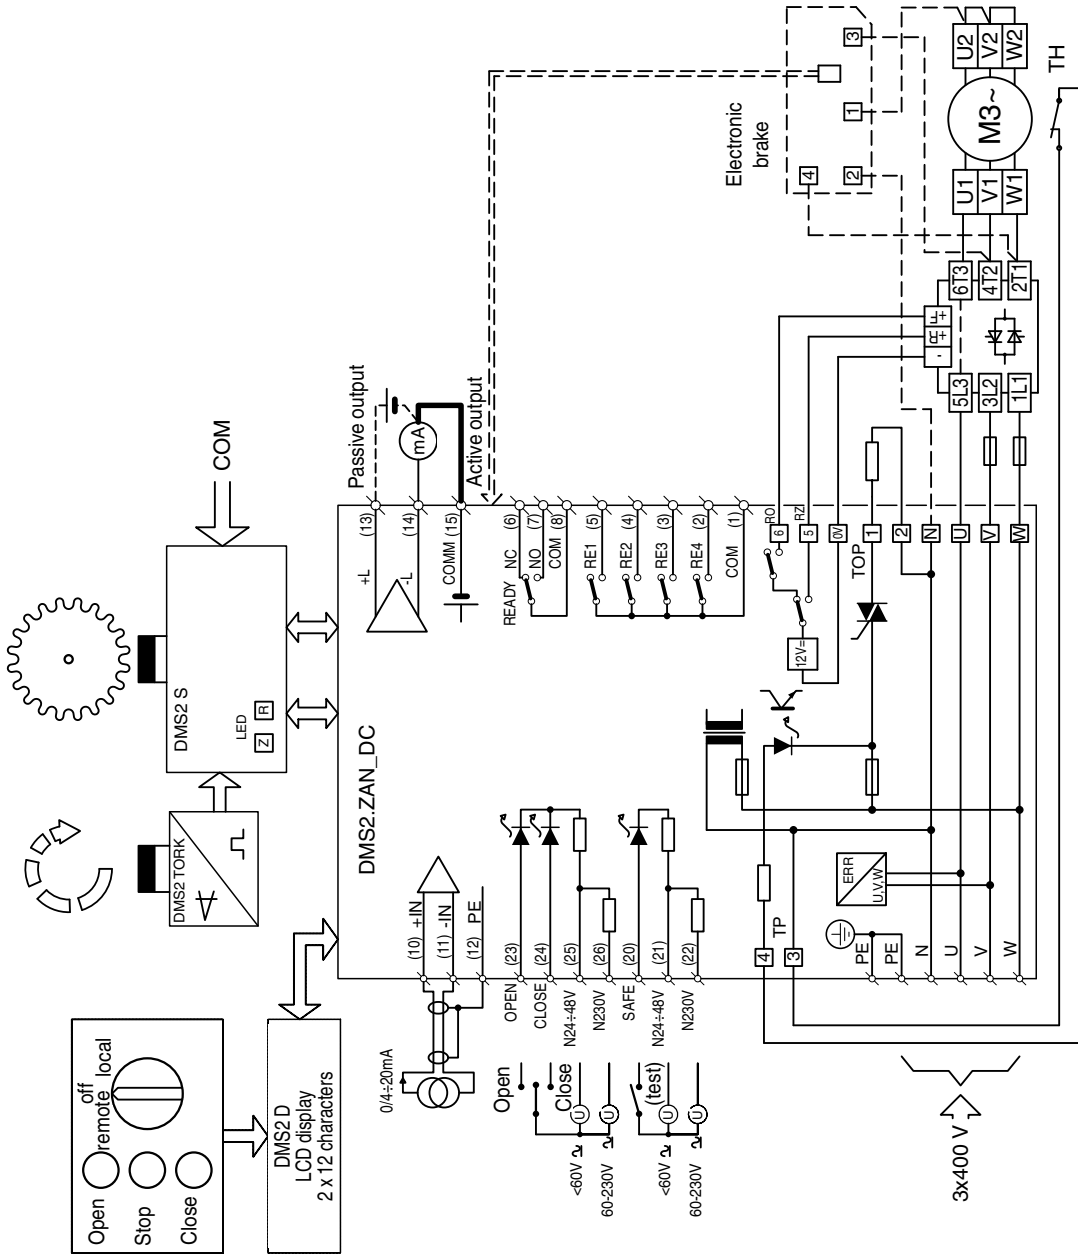 Open
Stop
Close
remote
off
local
DMS2 D
LCD display
2 x 12 characters
DMS2 TORK
DMS2 S
LED
Z
R
COM
DMS2.ZAN_DC
0/4÷20mA
(10) +IN
(11) -IN
(12) PE
OPEN
(23)
CLOSE
(24)
N24÷48V
(25)
N230V
(26)
SAFE
(20)
N24÷48V
(21)
N230V
(22)
Open
Close
U
U
<60V
60-230V
(test)
U
U
<60V
60-230V
Passive output
Active output
mA
+L
(13)
-L
(14)
COMM
(15)
READY
NC
(6)
NO
(7)
COM
(8)
RE1
(5)
RE2
(4)
RE3
(3)
RE4
(2)
COM
(1)
12V=
RO
6
RZ
5
0V
TOP
1
2
N
U
V
W
4
TP
3
ERR
U,V,W
PE
PE
N
U
V
W
3x400 V
Electronic
brake
3
1
4
2
-
+R
+F
5L3
3L2
1L1
6T3
4T2
2T1
U1
V1
W1
M3~
U2
V2
W2
TH